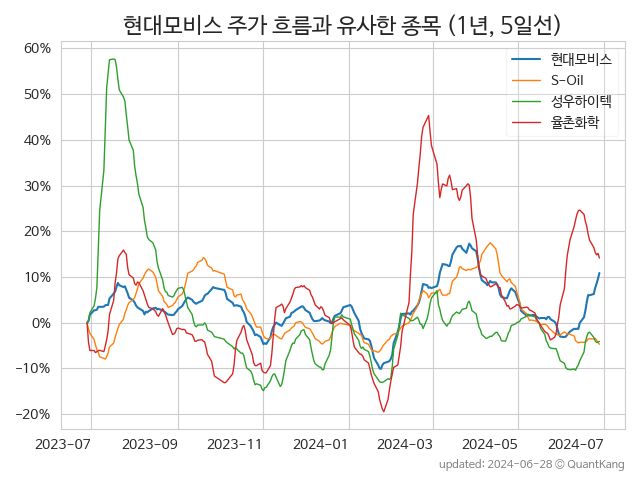 현대모비스 주가 흐름과 유사한 종목 (1년, 5일선)
현대모비스
S-Oil
성우하이텍
율촌화학
60%
50%
40%
30%
20%
10%
0%
−10%
−20%
2023-07 2023-09 2023-11 2024-01 2024-03 2024-05 2024-07
updated: 2024-06-28 © QuantKang